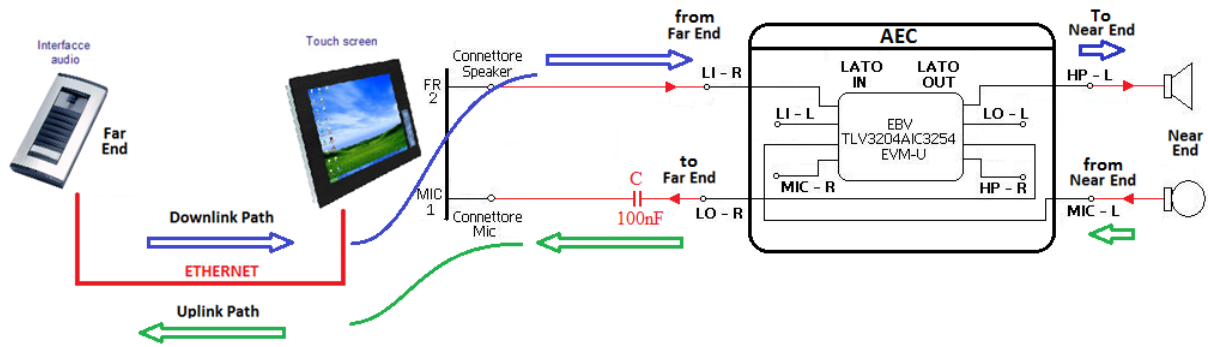 Interfacce
audio
Far
End
Touch screen
Downlink Path
ETHERNET
Uplink Path
Connettore
Speaker
FR
2
MIC
1
Connettore
Mic
from
Far End
LI - R
to
Far End
C
100nF
LO - R
AEC
LATO
IN
LATO
OUT
LI - L
LO - L
EBV
TLV3204AIC3254
EVM-U
MIC - R
HP - R
To
Near End
HP - L
Near
End
from
Near End
MIC - L